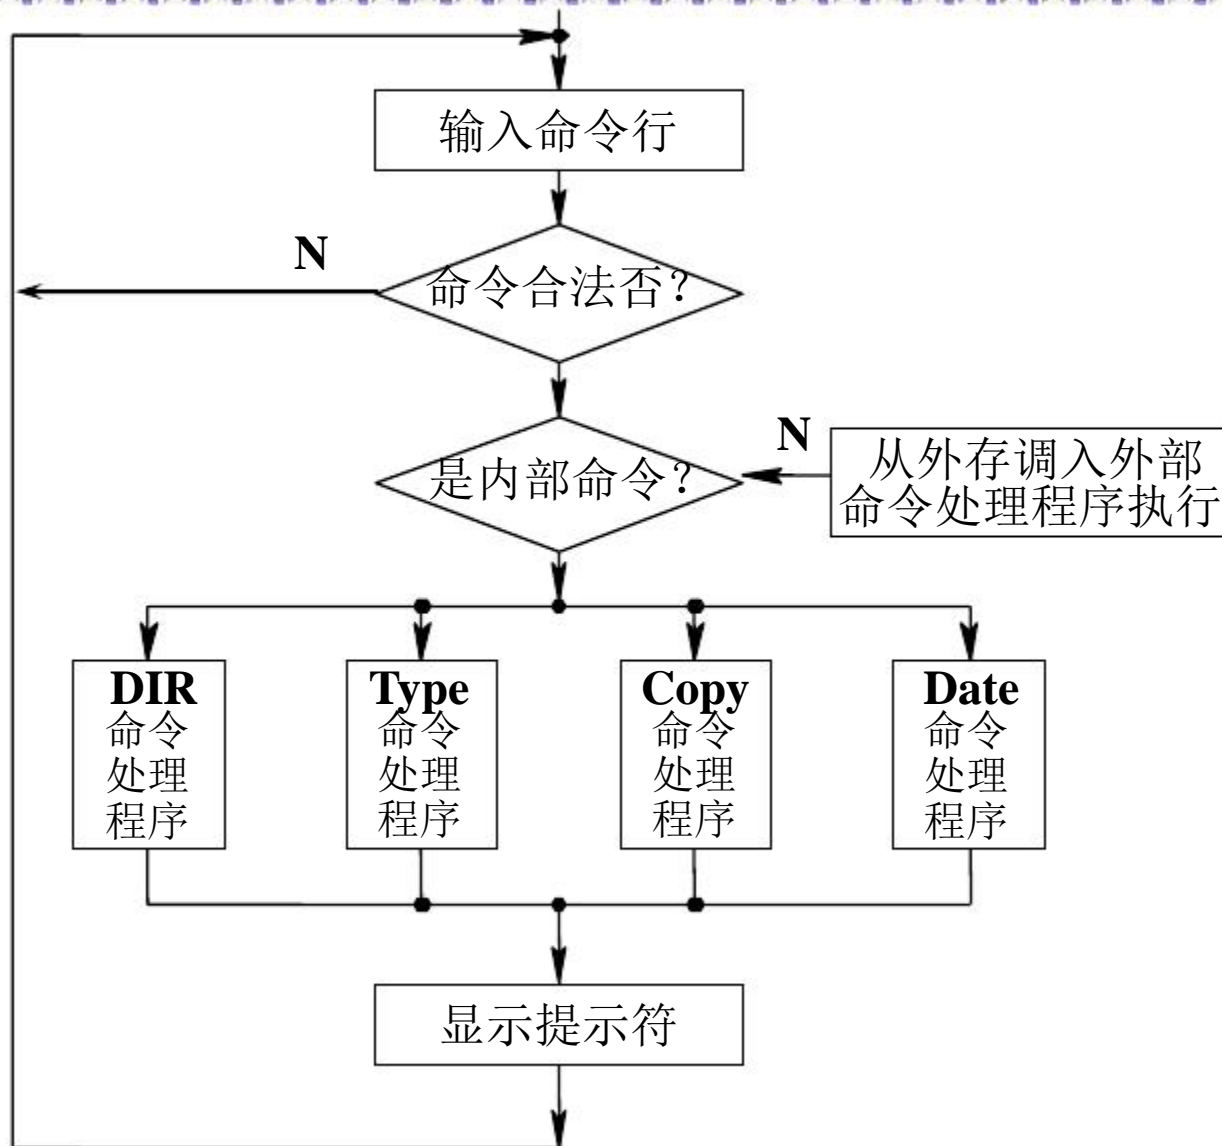 输入命令行
N
命令合法否?
N
从外存调入外部
命令处理程序执行
是内部命令?
DIR
命令
处理
程序
Type
命令
处理
程序
Copy
命令
处理
程序
Date
命令
处理
程序
显示提示符